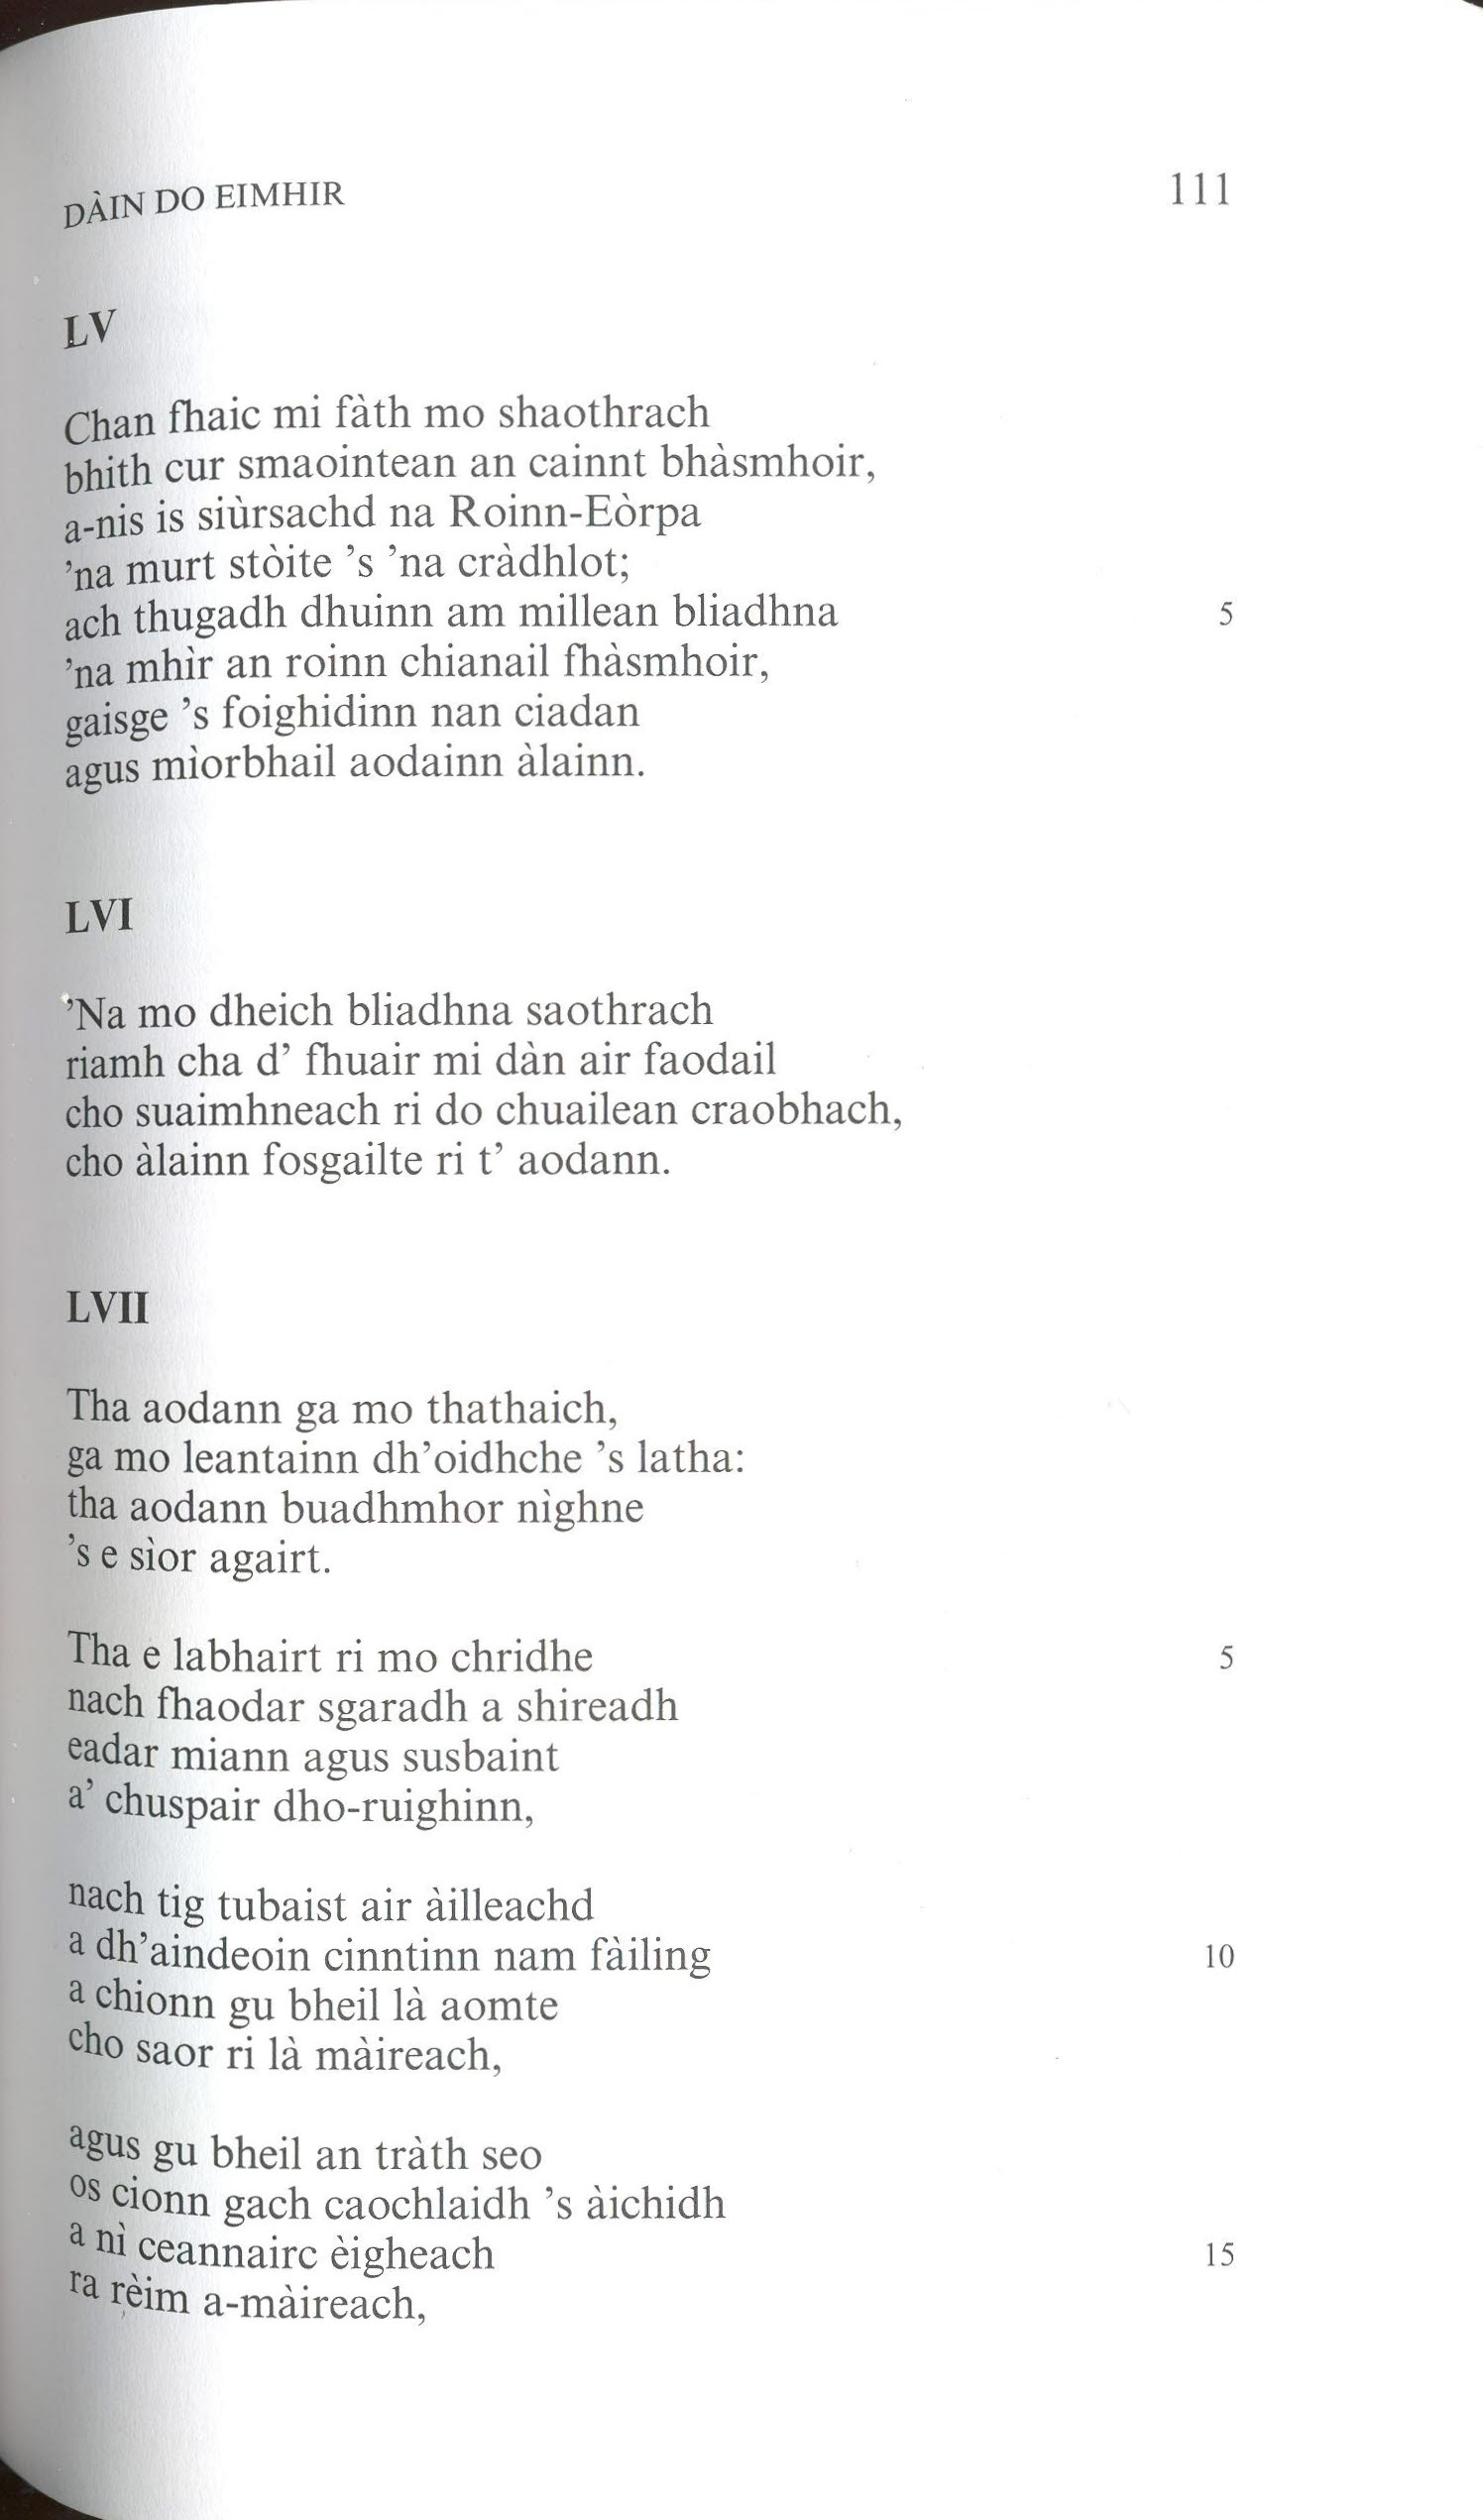 DÀIN DO EIMHIR 111
LV
Chan fhaic mi fàth mo shaothrach
bhith cur smaointean an cainnt bhàsmhoir,
a-nis is siùrsachd na Roinn-Eòrpa
’na murt stòite ’s ’na cràdhlot;
ach thugadh dhuinn am millean bliadhna 5
’na mhìr an roinn chianail fhàsmhoir,
gaisge ’s foighidinn nan ciadan
agus mìorbhail aodainn àlainn.
LVI
’Na mo dheich bliadhna saothrach
riamh cha d’ fhuair mi dàn air faodail
cho suaimhneach ri do chuailean craobhach,
cho àlainn fosgailte ri t’ aodann.
LVII
Tha aodann ga mo thathaich,
ga mo leantainn dh’oidhche ’s latha:
tha aodann buadhmhor nìghne
’s e sìor agairt.
Tha e labhairt ri mo chridhe 5
nach fhaodar sgaradh a shireadh
eadar miann agus susbaint
a’ chuspair dho-ruighinn,
nach tig tubaist air àilleachd
a dh’aindeoin cinntinn nam fàiling 10
a chionn gu bheil là aomte
cho saor ri là màireach,
agus gu bheil an tràth seo
os cionn gach caochlaidh ’s àichidh
a nì ceannairc èigheach 15
ra rèim a-màireach,